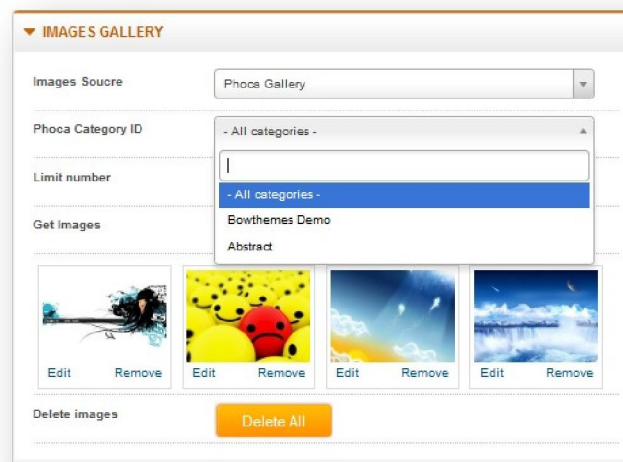 IMAGES GALLERY
Images Soucre
Phoca Gallery
Phoca Category ID
- All categories -
Limit number
- All categories -
Get Images
Bowthemes Demo
Abstract
Edit Remove Edit Remove Edit Remove Edit Remove
Delete images
Delete All